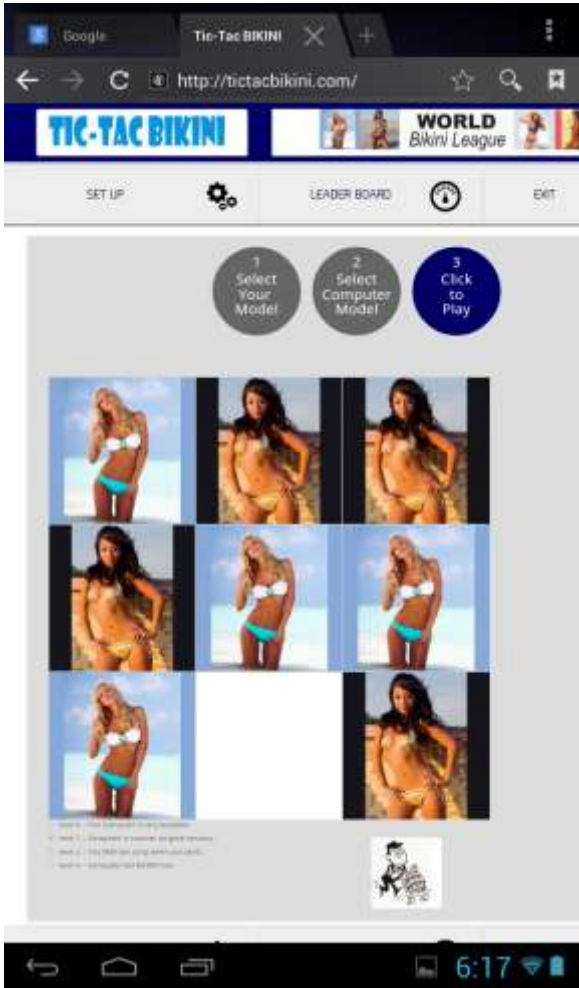 Google
Tic-Tac BIKINI
http://tictacbikini.com/
TIC-TAC BIKINI
WORLD
Bikini League
SET UP
LEADER BOARD
EXIT
1
Select
Your
Model
2
Select
Computer
Model
3
Click
to
Play
6:17